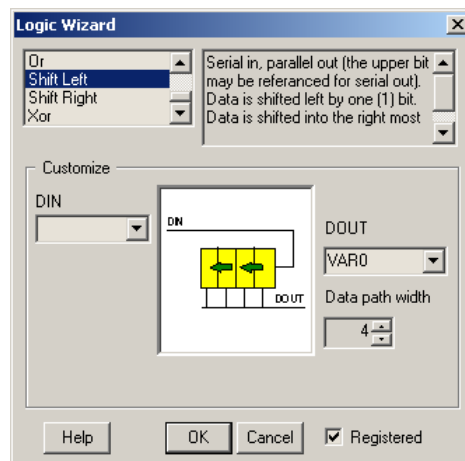 Logic Wizard
Or
Shift Left
Shift Right
Xor
Serial in, parallel out (the upper bit
may be referanced for serial out).
Data is shifted left by one (1) bit.
Data is shifted into the right most
Customize
DIN
DIN
DOUT
DOUT
VAR0
Data path width
4
Help
OK
Cancel
Registered